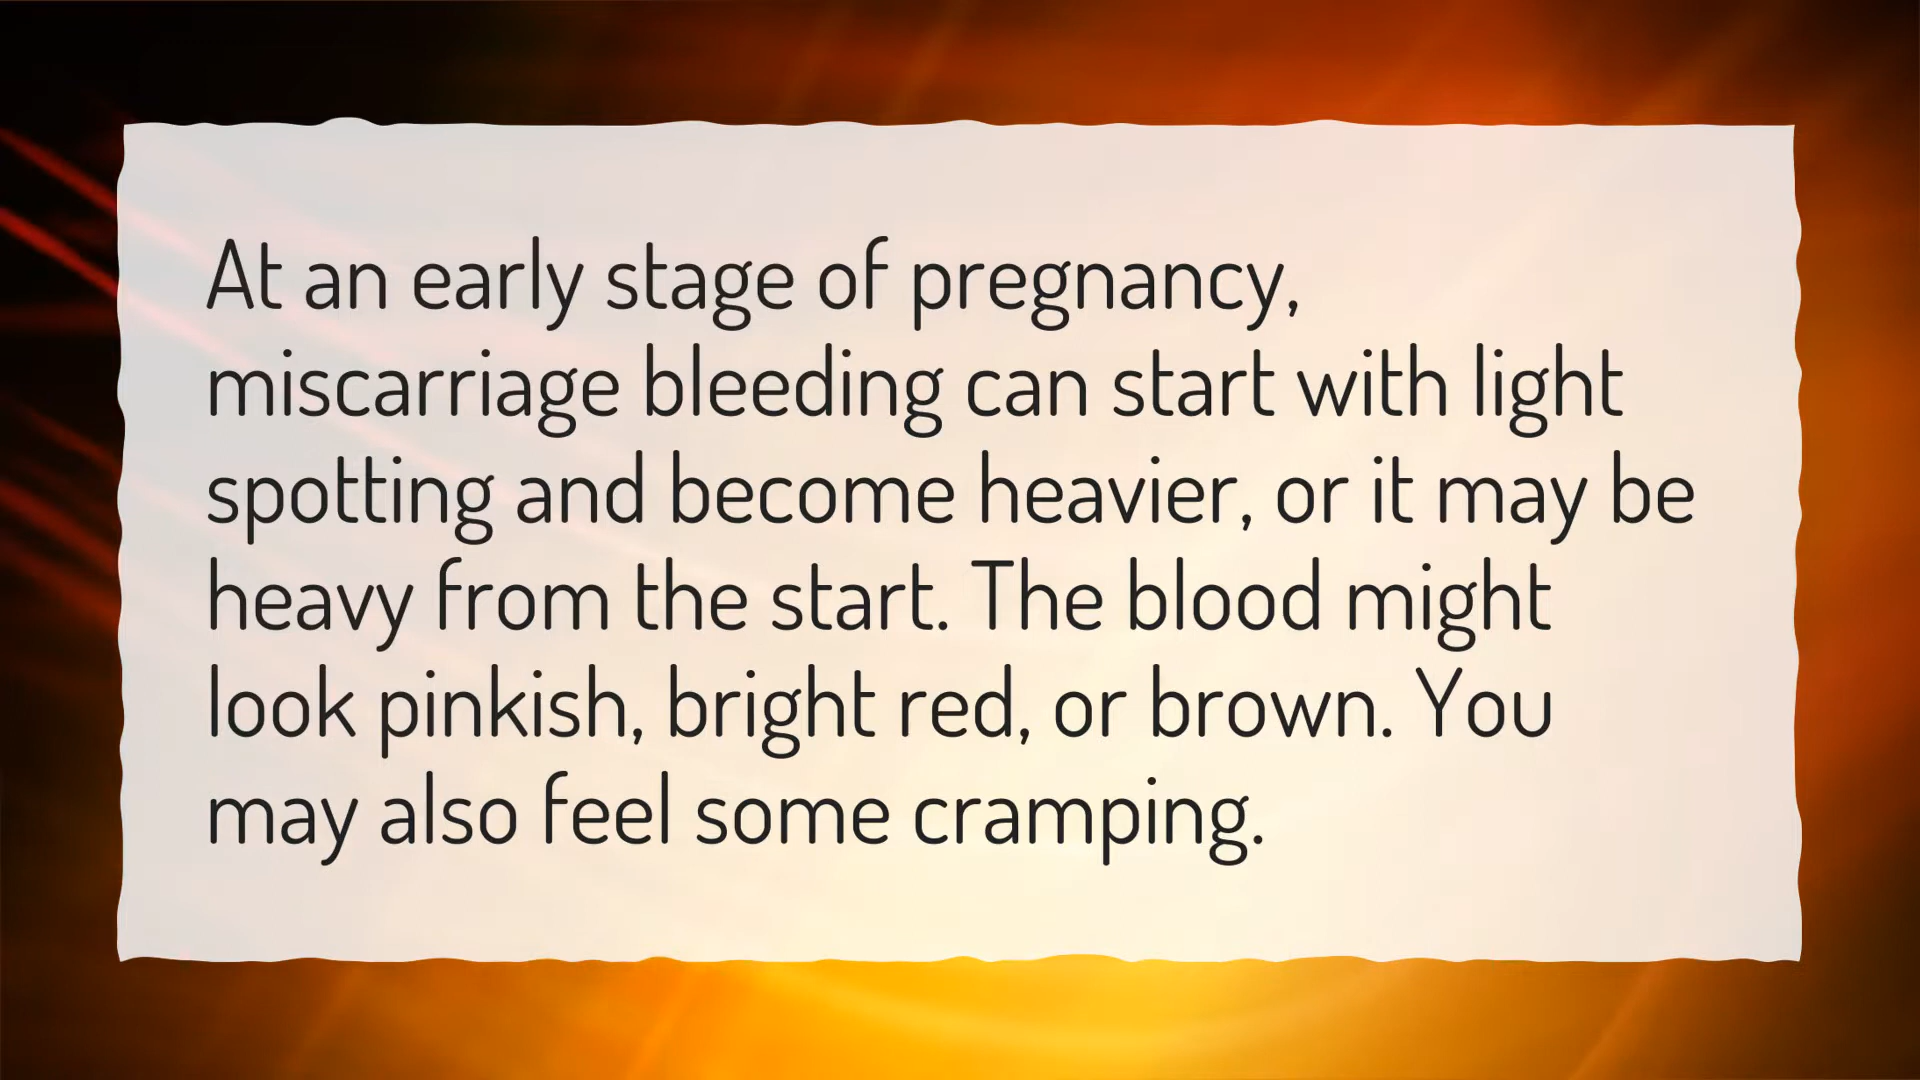 At an early stage of pregnancy,
miscarriage bleeding can start with light
spotting and become heavier, or it may be
heavy from the start. The blood might
look pinkish, bright red, or brown. You
may also feel some cramping.